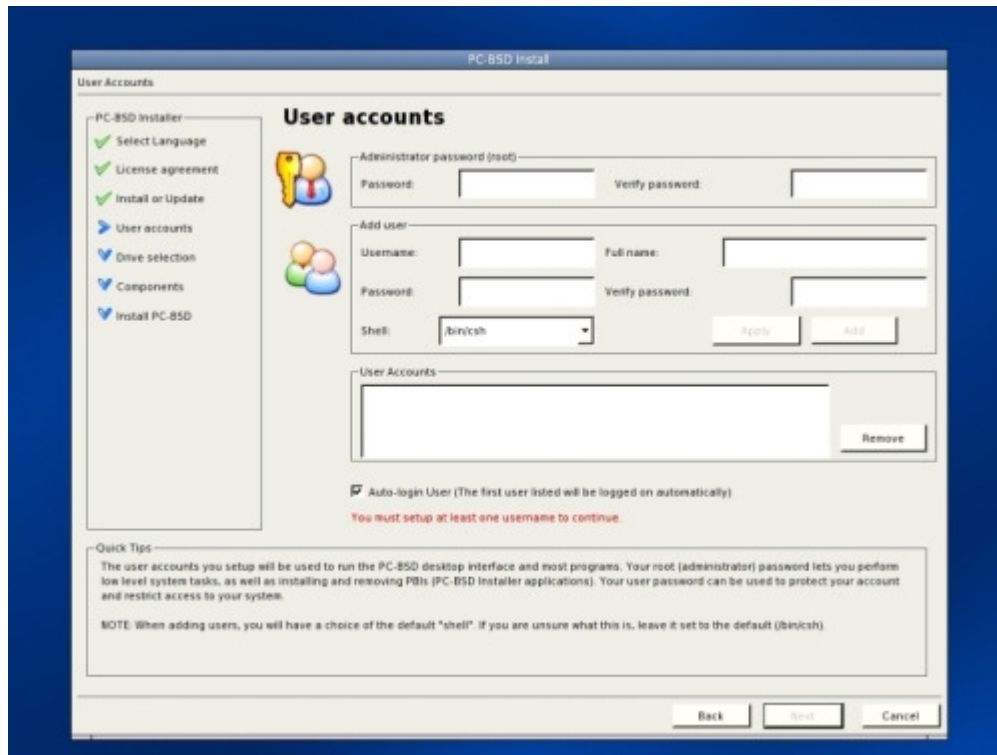 PC-BSD Install
User Accounts
PC-BSD Installer
Select Language
License agreement
Install or Update
User accounts
Drive selection
Components
Install PC-BSD
User accounts
Administrator password (root)
Password:
Verify password:
Add user
Username:
Full name:
Password:
Verify password:
Shell:
/bin/csh
Apply
Add
User Accounts
Remove
Auto-login User (The first user listed will be logged on automatically)
You must setup at least one username to continue.
Quick Tips
The user accounts you setup will be used to run the PC-BSD desktop interface and most programs. Your root (administrator) password lets you perform
low level system tasks, as well as installing and removing PBIs (PC-BSD Installer applications). Your user password can be used to protect your account
and restrict access to your system.
NOTE: When adding users, you will have a choice of the default "shell". If you are unsure what this is, leave it set to the default (/bin/csh).
Back
Next
Cancel